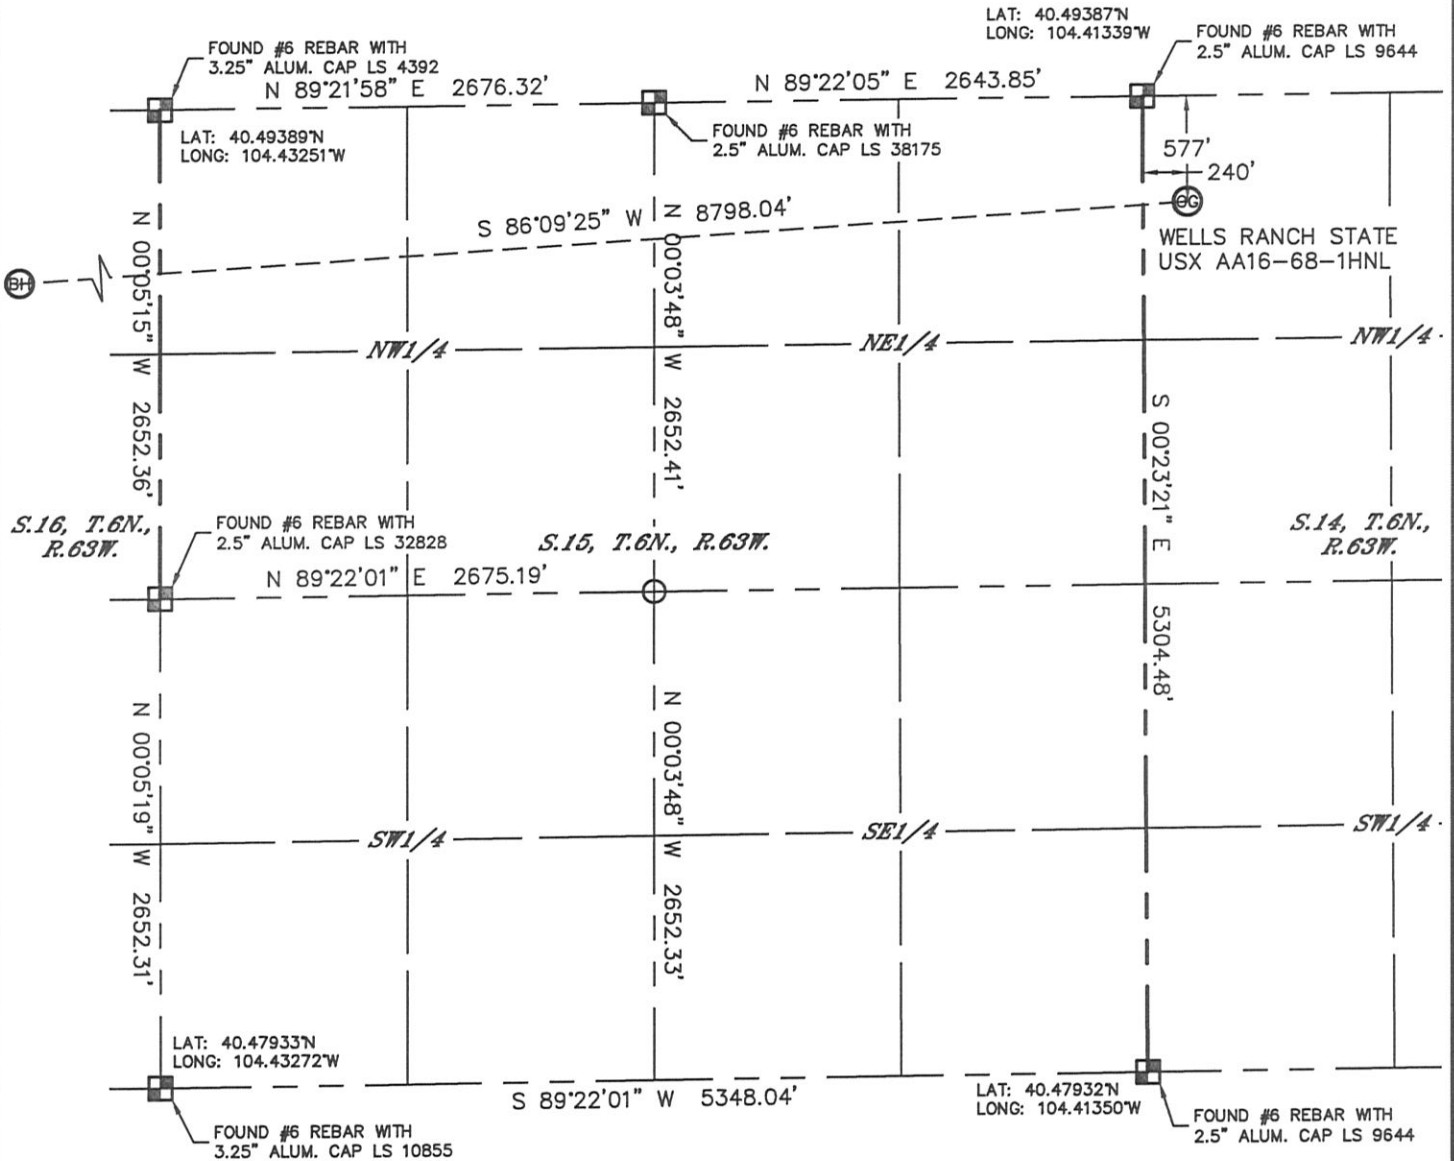 LAT: 40.49387°N
LONG: 104.41339°W
FOUND #6 REBAR WITH
3.25" ALUM. CAP LS 4392
FOUND #6 REBAR WITH
2.5" ALUM. CAP LS 9644
N 89°21'58" E 2676.32'
N 89°22'05" E 2643.85'
LAT: 40.49389°N
LONG: 104.43251°W
FOUND #6 REBAR WITH
2.5" ALUM. CAP LS 38175
577'
240'
S 86°09'25" W 8798.04'
WELLS RANCH STATE
USX AA16-68-1HNL
BH
N 00°05'15" W 2652.36'
N 00°03'48" W 2652.41'
NW1/4
NE1/4
NW1/4
S 00°23'21" E 5304.48'
S.16, T.6N.,
R.63W.
FOUND #6 REBAR WITH
2.5" ALUM. CAP LS 32828
S.15, T.6N., R.63W.
S.14, T.6N.,
R.63W.
N 89°22'01" E 2675.19'
N 00°05'19" W 2652.31'
N 00°03'48" W 2652.33'
SW1/4
SE1/4
SW1/4
LAT: 40.47933°N
LONG: 104.43272°W
S 89°22'01" W 5348.04'
LAT: 40.47932°N
LONG: 104.41350°W
FOUND #6 REBAR WITH
3.25" ALUM. CAP LS 10855
FOUND #6 REBAR WITH
2.5" ALUM. CAP LS 9644